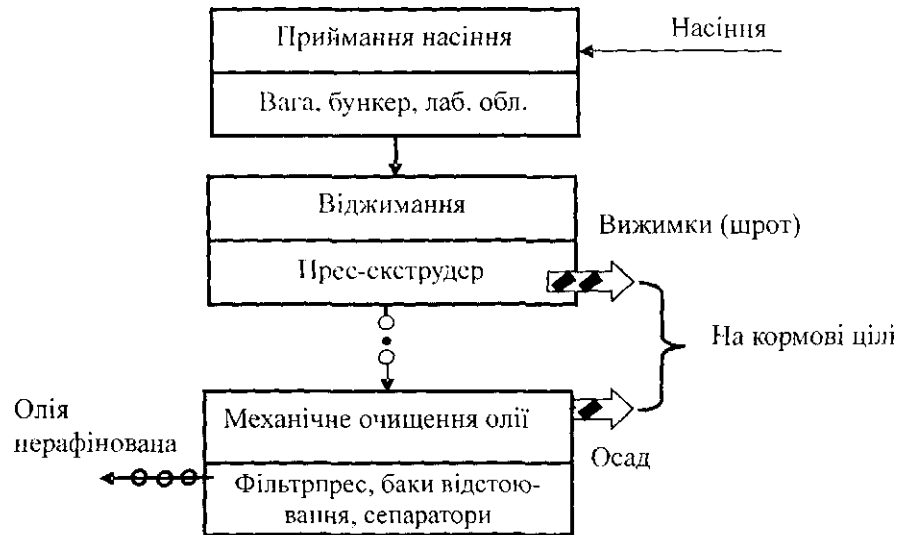 Приймання насіння
Насіння
Вага, бункер, лаб. обл.
Віджимання
Вижимки (шрот)
Прес-екструдер
На кормові цілі
Олія
нерафінована
Механічне очищення олії
Осад
Фільтрпрес, баки відстою-
вання, сепаратори